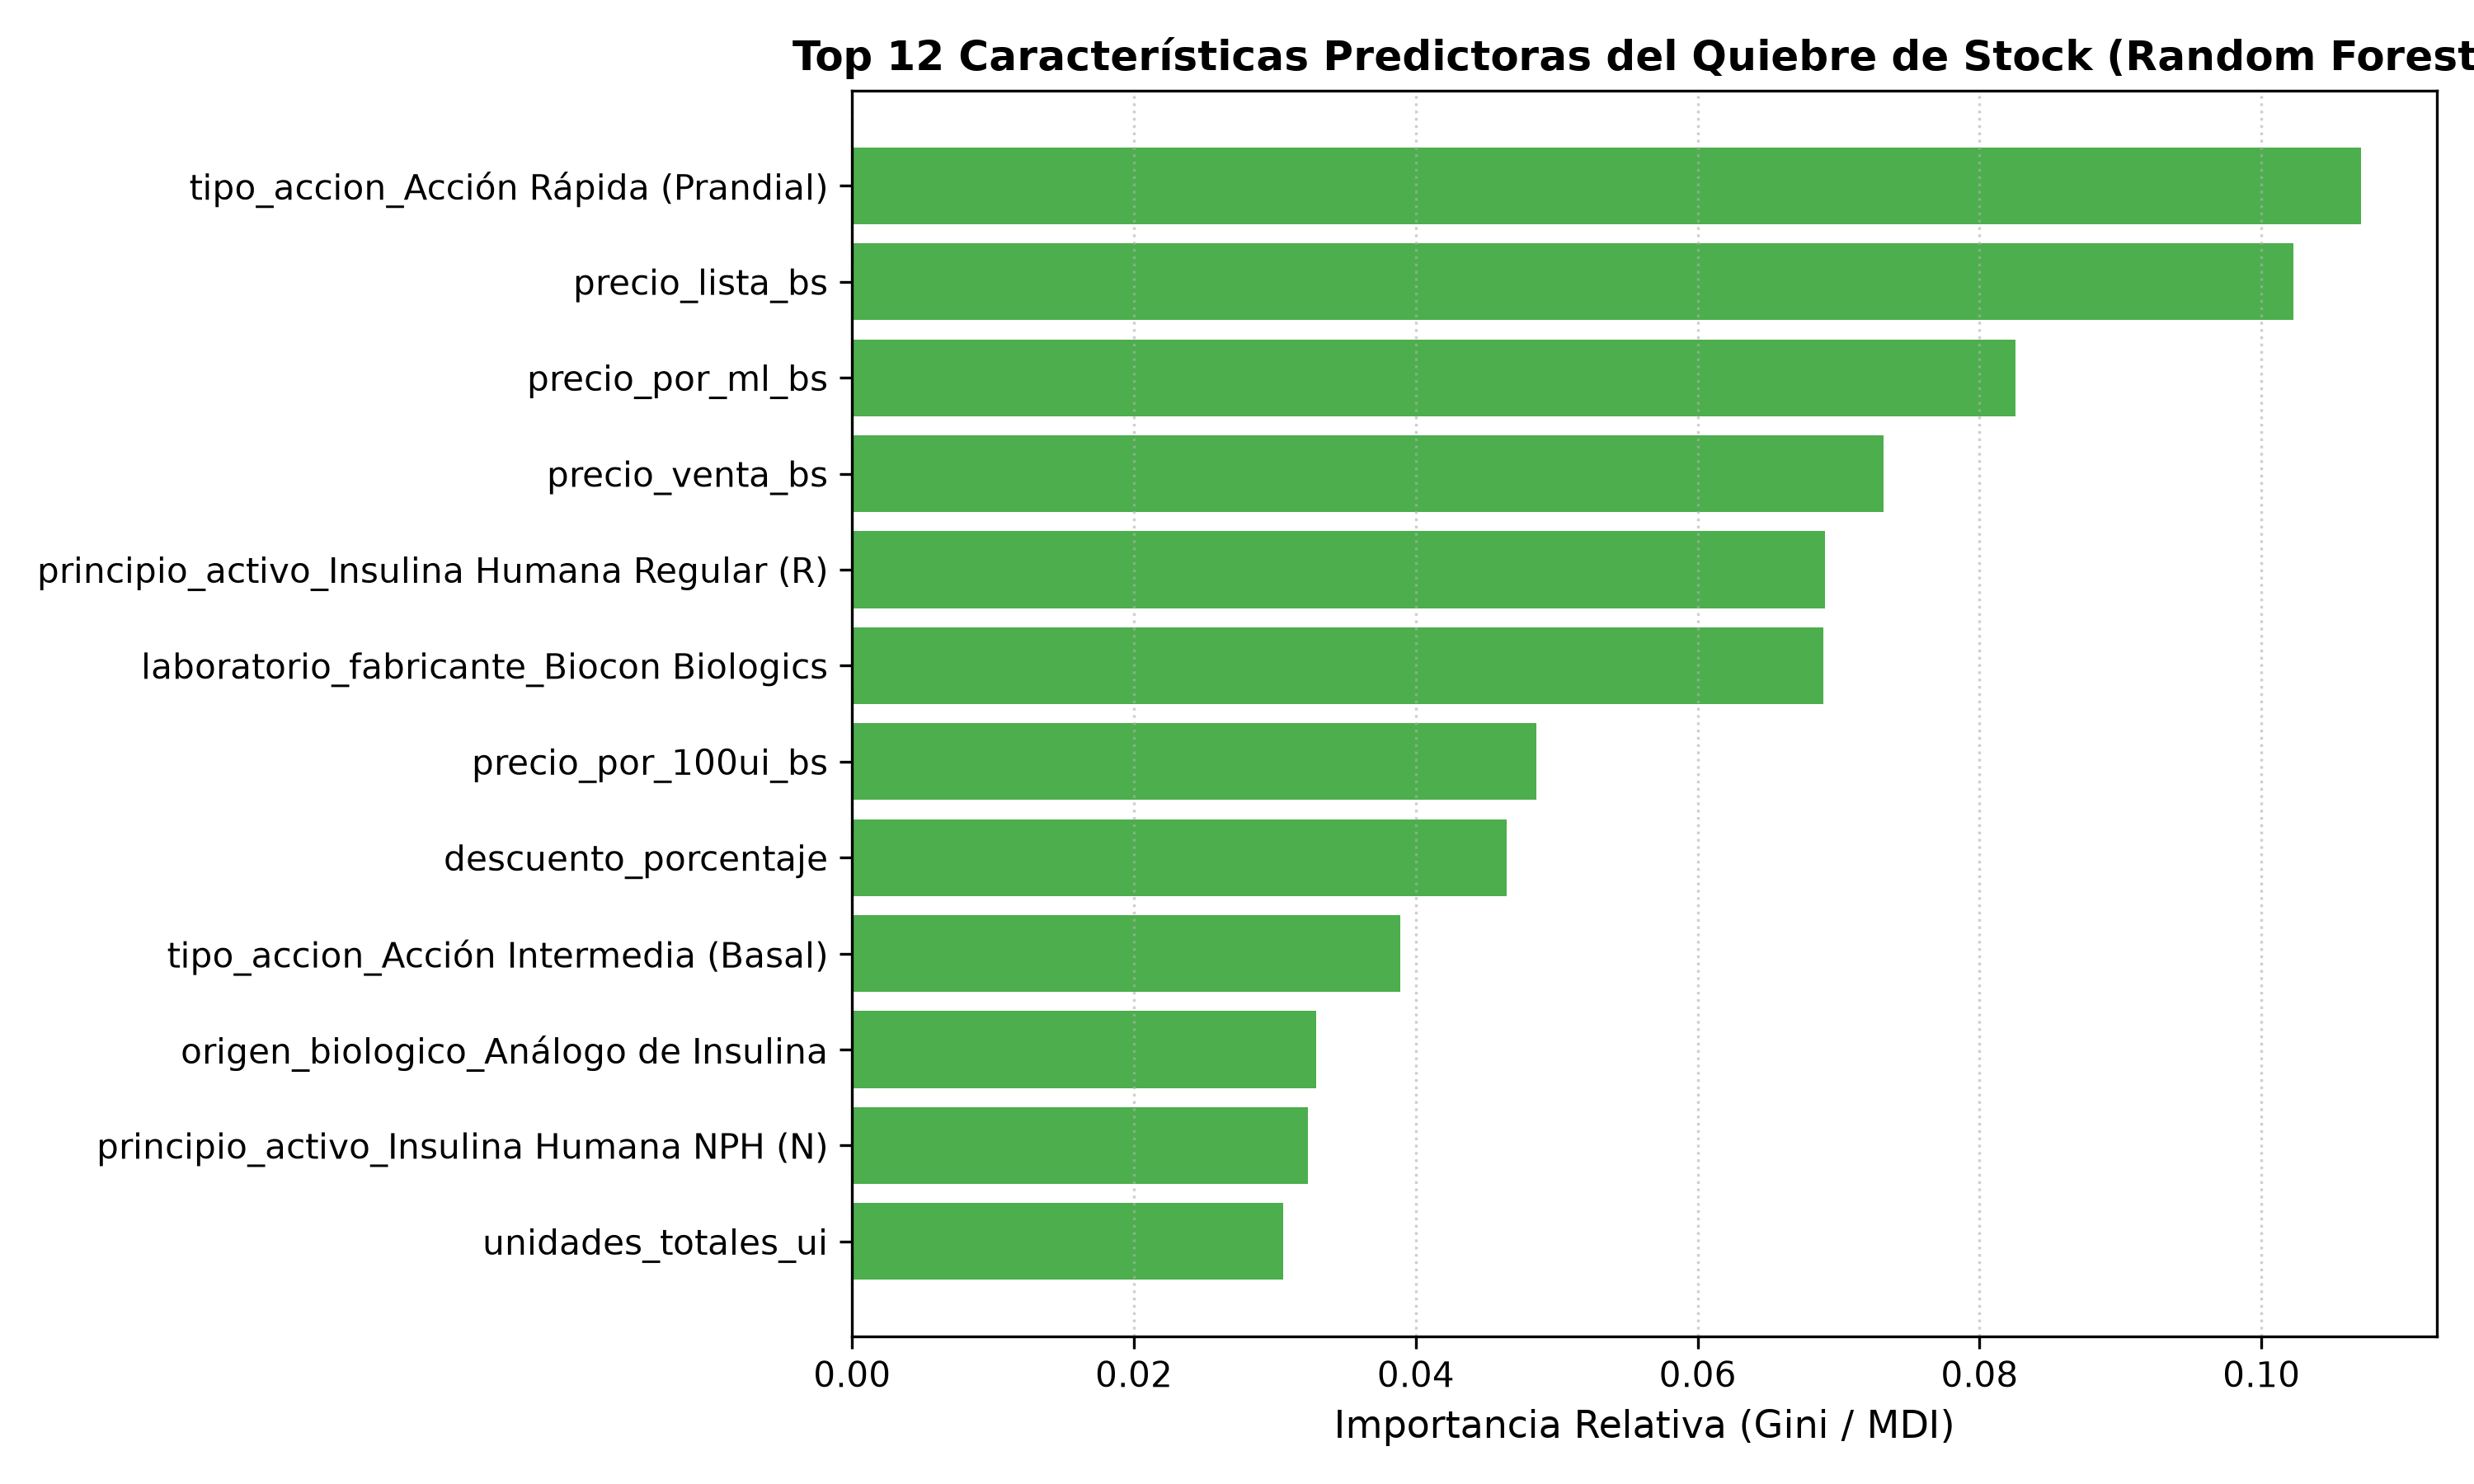 Top 12 Características Predictoras del Quiebre de Stock (Random Forest
tipo_accion_Acción Rápida (Prandial)
precio_lista_bs
precio_por_ml_bs
precio_venta_bs
principio_activo_Insulina Humana Regular (R)
laboratorio_fabricante_Biocon Biologics
precio_por_100ui_bs
descuento_porcentaje
tipo_accion_Acción Intermedia (Basal)
origen_biologico_Análogo de Insulina
principio_activo_Insulina Humana NPH (N)
unidades_totales_ui
0.00 0.02 0.04 0.06 0.08 0.10
Importancia Relativa (Gini / MDI)